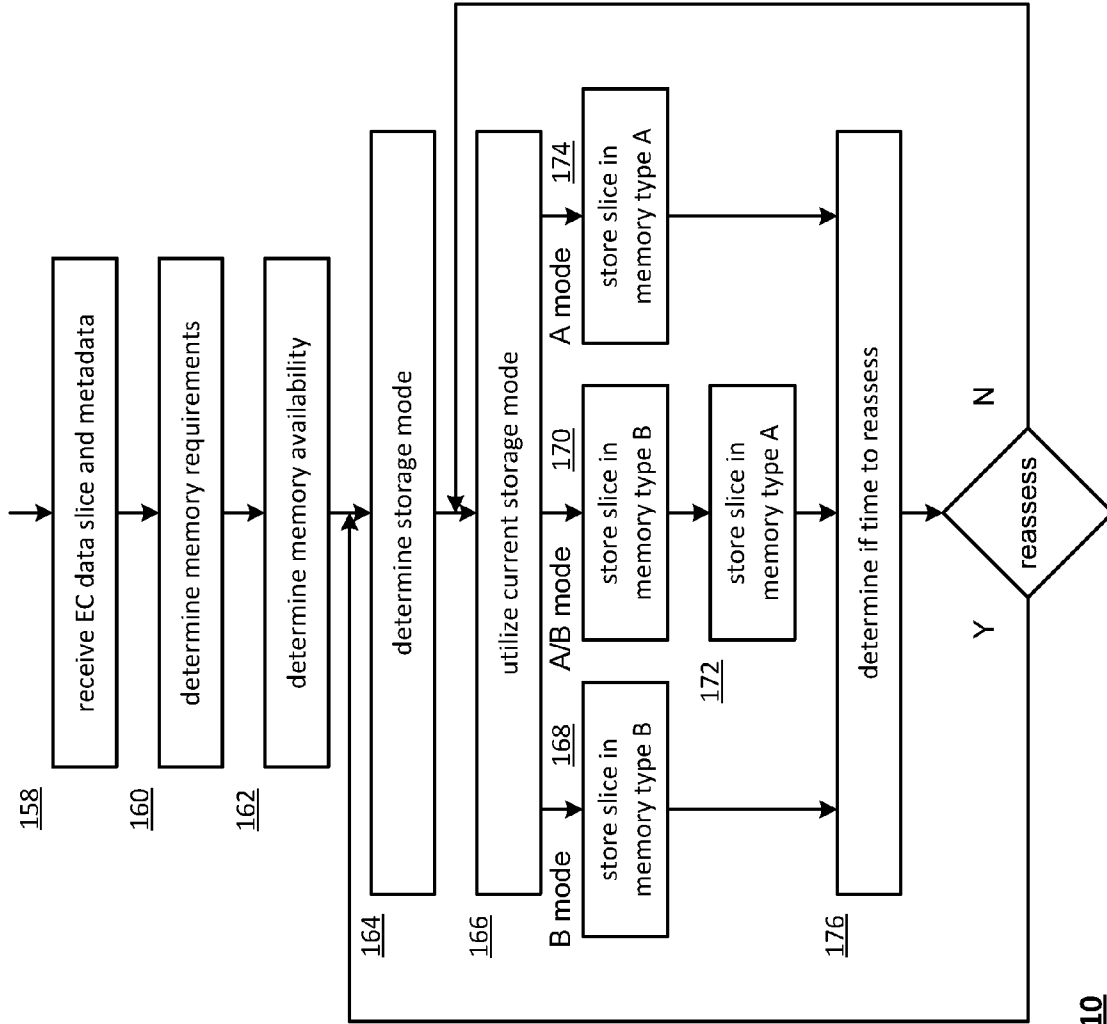 158
receive EC data slice and metadata
160
determine memory requirements
162
determine memory availability
164
determine storage mode
166
utilize current storage mode
B mode
168
store slice in
memory type B
A/B mode
170
store slice in
memory type B
172
store slice in
memory type A
A mode
174
store slice in
memory type A
176
determine if time to reassess
Y
reassess
N
10